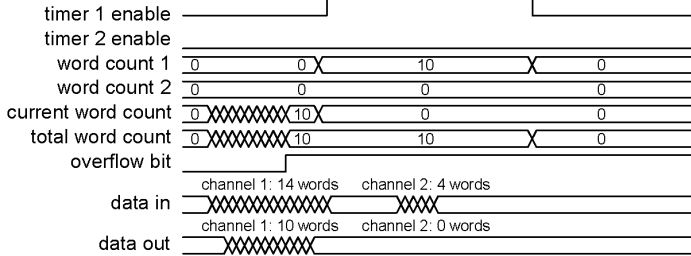 timer 1 enable
timer 2 enable
word count 1 0 0 10 0
word count 2 0 0 0 0
current word count 0 10 0 0
total word count 0 10 10 0
overflow bit
channel 1: 14 words channel 2: 4 words
data in
channel 1: 10 words channel 2: 0 words
data out